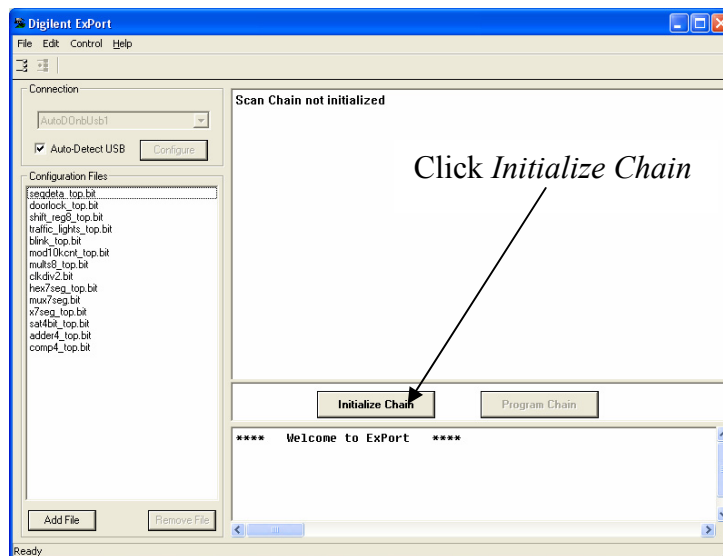 Digilent ExPort
File Edit Control Help
Connection
AutoDOnbUsb1
Auto-Detect USB
Configure
Configuration Files
seqdeta_top.bit
doorlock_top.bit
shift_reg8_top.bit
traffic_lights_top.bit
blink_top.bit
mod10kcnt_top.bit
mults8_top.bit
clkdiv2.bit
hex7seg_top.bit
mux7seg.bit
x7seg_top.bit
sat4bit_top.bit
adder4_top.bit
comp4_top.bit
Add File
Remove File
Scan Chain not initialized
Click Initialize Chain
Initialize Chain
Program Chain
**** Welcome to ExPort ****
Ready